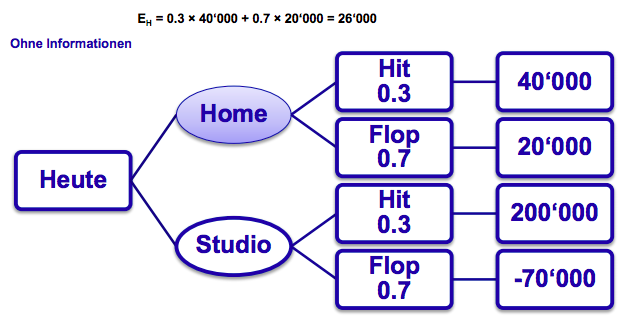 E_H = 0.3 × 40‘000 + 0.7 × 20‘000 = 26‘000
Ohne Informationen
Heute
Home
Hit
0.3
40‘000
Flop
0.7
20‘000
Studio
Hit
0.3
200‘000
Flop
0.7
-70‘000